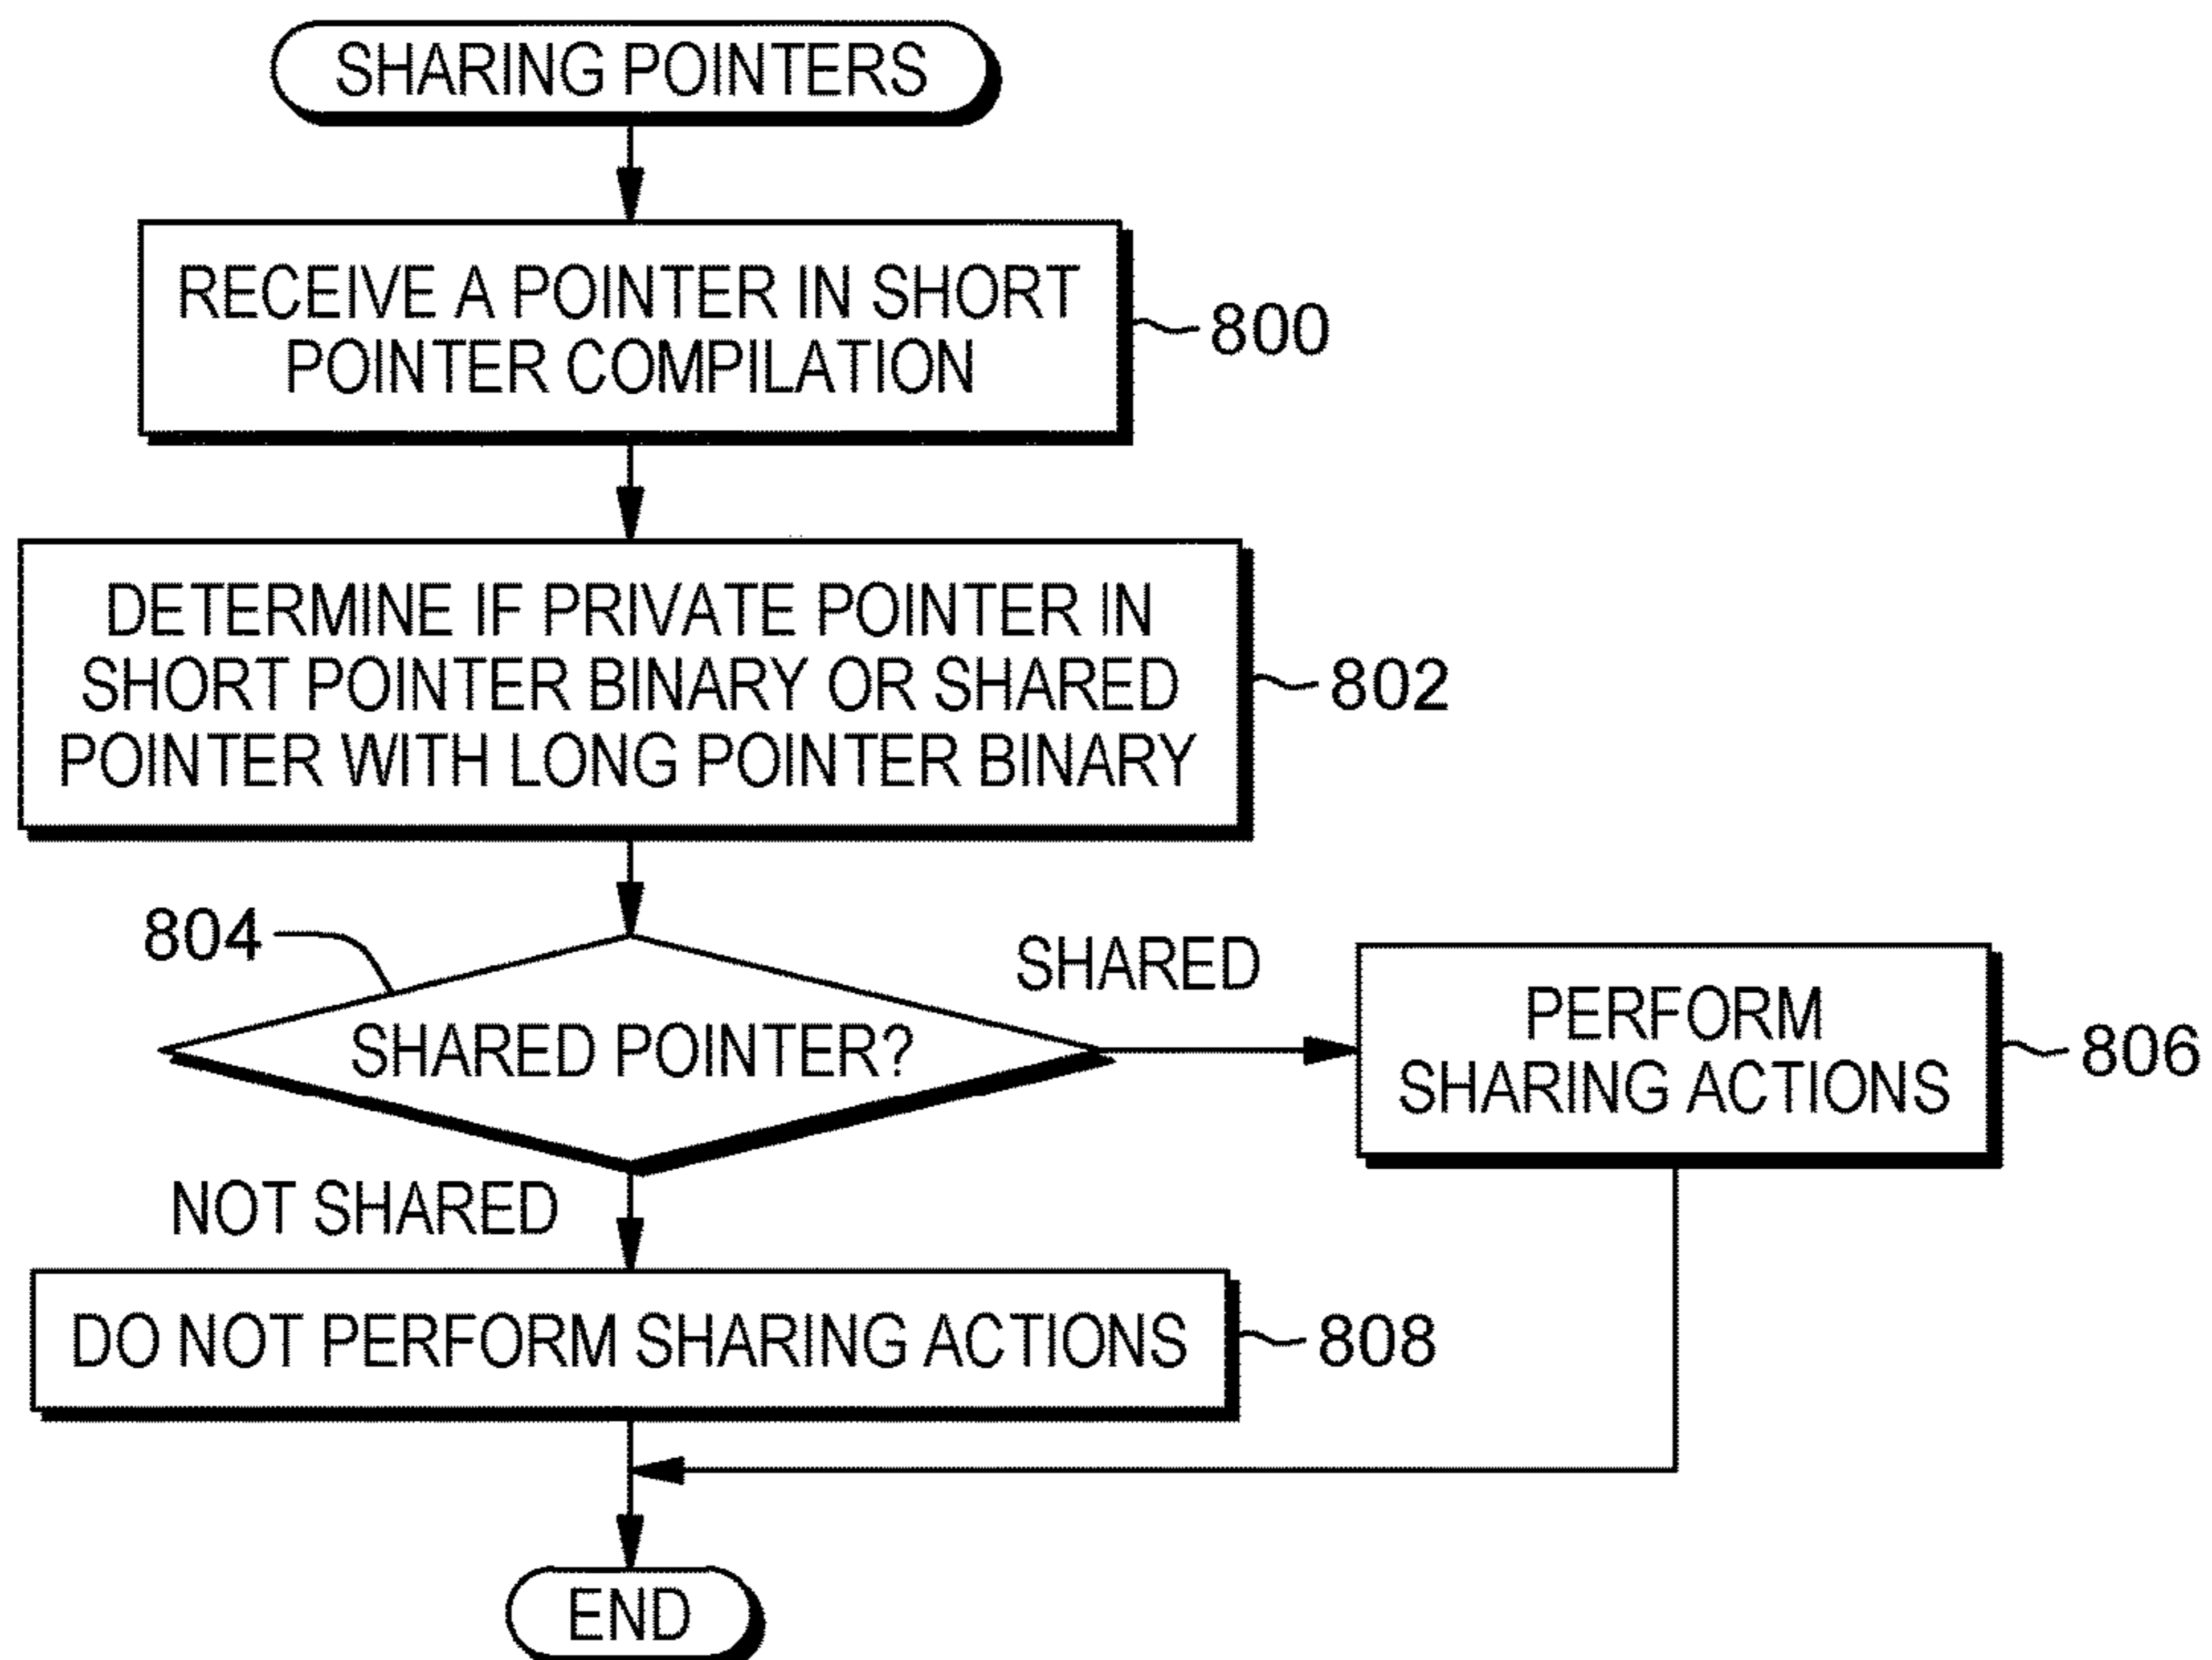 SHARING POINTERS
RECEIVE A POINTER IN SHORT
POINTER COMPILATION
800
DETERMINE IF PRIVATE POINTER IN
SHORT POINTER BINARY OR SHARED
POINTER WITH LONG POINTER BINARY
802
804
SHARED POINTER?
SHARED
PERFORM
SHARING ACTIONS
806
NOT SHARED
DO NOT PERFORM SHARING ACTIONS
808
END